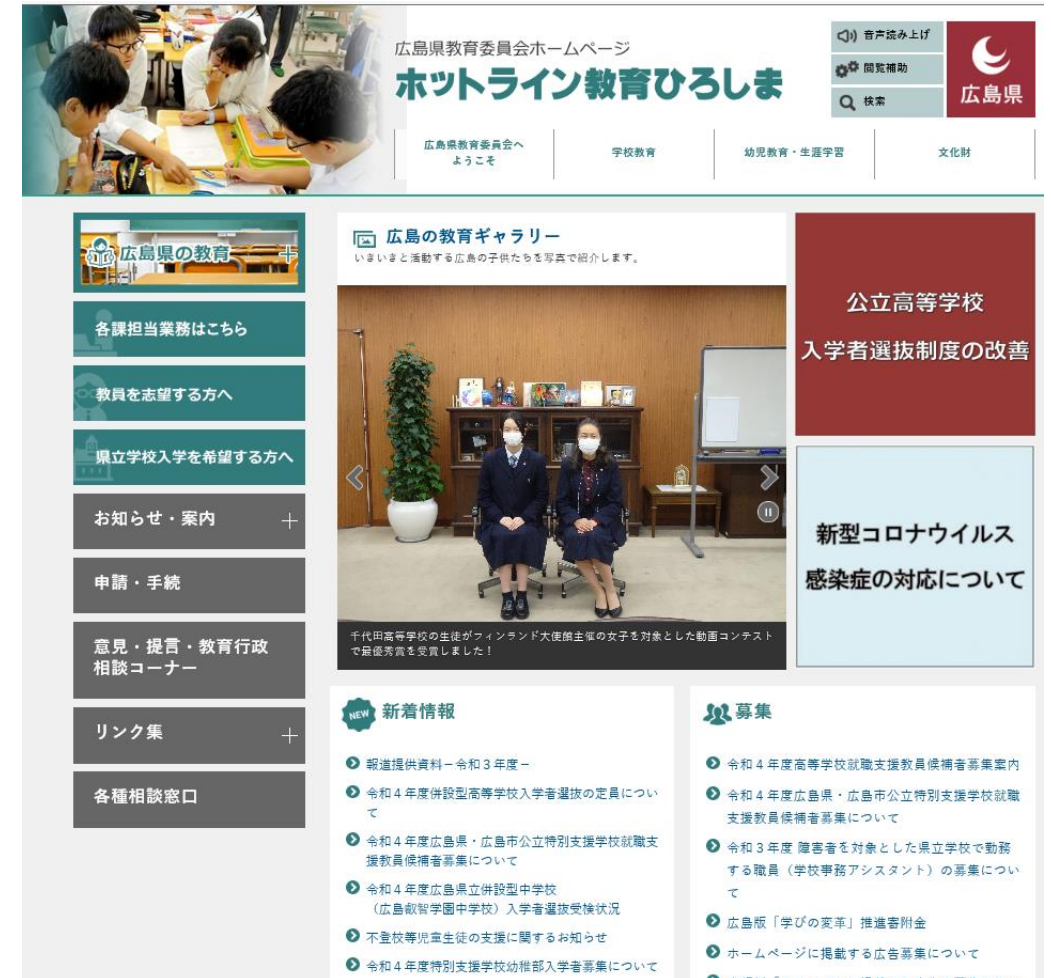 広島県教育委員会ホームページ
ホットライン教育ひろしま
音声読み上げ
閲覧補助
検索
広島県
広島県教育委員会へ
ようこそ
学校教育
幼児教育・生涯学習
文化財
広島県の教育
各課担当業務はこちら
教員を志望する方へ
県立学校入学を希望する方へ
お知らせ・案内
申請・手続
意見・提言・教育行政
相談コーナー
リンク集
各種相談窓口
広島の教育ギャラリー
いきいきと活動する広島の子供たちを写真で紹介します。
千代田高等学校の生徒がフィンランド大使館主催の女子を対象とした動画コンテスト
で最優秀賞を受賞しました！
公立高等学校
入学者選抜制度の改善
新型コロナウイルス
感染症の対応について
NEW 新着情報
報道提供資料－令和３年度－
令和４年度併設型高等学校入学者選抜の定員につい
て
令和４年度広島県・広島市公立特別支援学校就職支
援教員候補者募集について
令和４年度広島県立併設型中学校
（広島叡智学園中学校）入学者選抜受検状況
不登校等児童生徒の支援に関するお知らせ
令和４年度特別支援学校幼稚部入学者募集について
募集
令和４年度高等学校就職支援教員候補者募集案内
令和４年度広島県・広島市公立特別支援学校就職
支援教員候補者募集について
令和３年度 障害者を対象とした県立学校で勤務
する職員（学校事務アシスタント）の募集につい
て
広島版「学びの変革」推進寄附金
ホームページに掲載する広告募集について